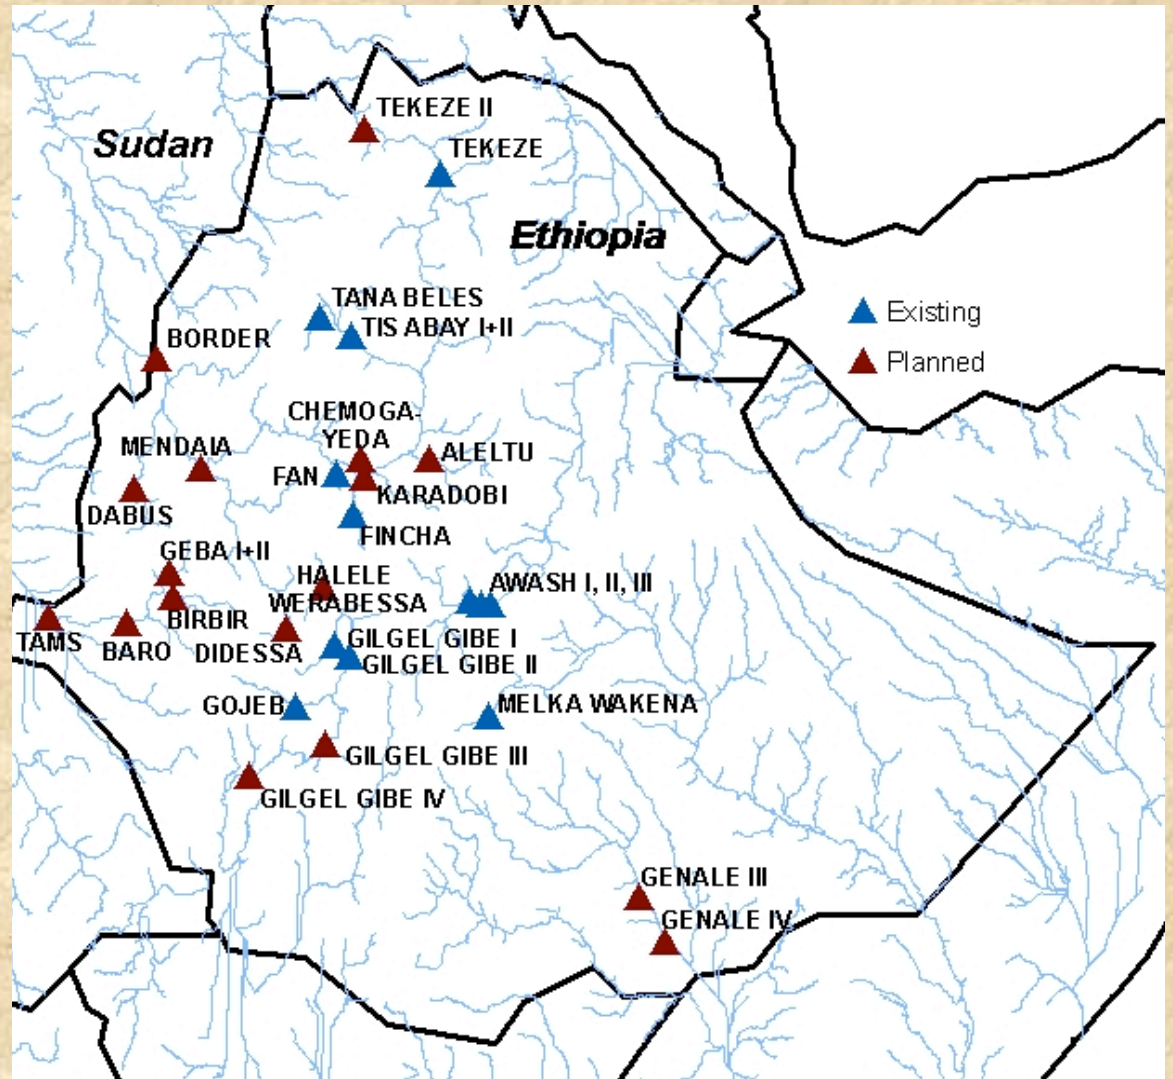 TEKEZE II
Sudan
TEKEZE
Ethiopia
TANA BELES
Existing
TIS ABAY I+II
BORDER
Planned
CHEMOGA-
YEDA
MENDAIA
ALELTU
FAN
KARADOBI
DABUS
FINCHA
GEBA I+II
HALELE
WERABESSA
AWASH I, II, III
BIRBIR
TAMS
BARO
DIDESSA
GILGEL GIBE I
GILGEL GIBE II
GOJEB
MELKA WAKENA
GILGEL GIBE III
GILGEL GIBE IV
GENALE III
GENALE IV